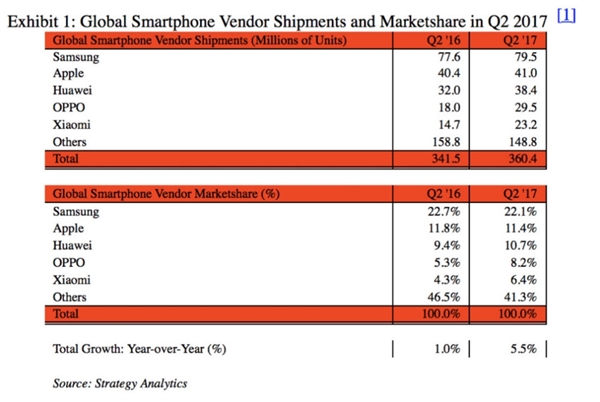 Exhibit 1: Global Smartphone Vendor Shipments and Marketshare in Q2 2017 [1]
Global Smartphone Vendor Shipments (Millions of Units) Q2 '16 Q2 '17
Samsung 77.6 79.5
Apple 40.4 41.0
Huawei 32.0 38.4
OPPO 18.0 29.5
Xiaomi 14.7 23.2
Others 158.8 148.8
Total 341.5 360.4
Global Smartphone Vendor Marketshare (%) Q2 '16 Q2 '17
Samsung 22.7% 22.1%
Apple 11.8% 11.4%
Huawei 9.4% 10.7%
OPPO 5.3% 8.2%
Xiaomi 4.3% 6.4%
Others 46.5% 41.3%
Total 100.0% 100.0%
Total Growth: Year-over-Year (%) 1.0% 5.5%
Source: Strategy Analytics